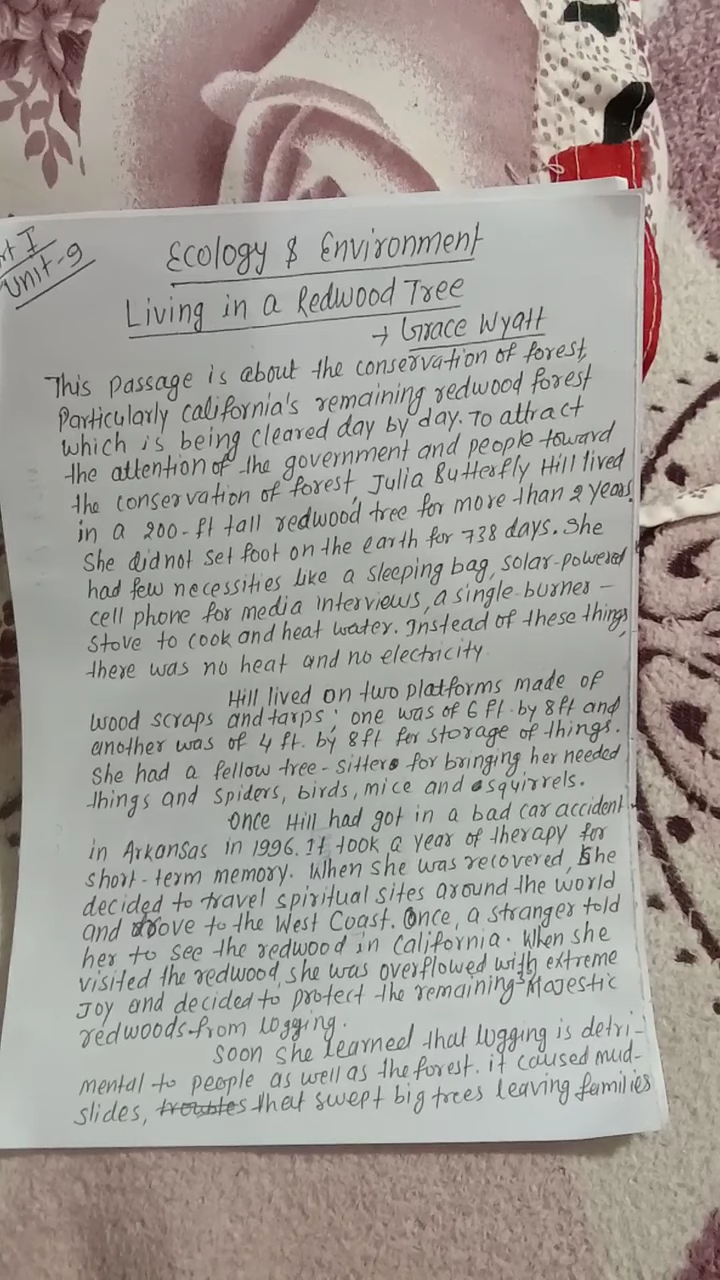 rt I
Unit-9
Ecology & Environment
Living in a Redwood Tree
→ Grace Wyatt
This passage is about the conservation of forest,
Particularly california's remaining redwood forest
which is being cleared day by day. To attract
the attention of the government and people toward
the conservation of forest, Julia Butterfly Hill lived
in a 200-ft tall redwood tree for more than 2 years.
She didnot set foot on the earth for 738 days. She
had few necessities like a sleeping bag, solar-powered
cell phone for media interviews, a single-burner-
stove to cook and heat water. Instead of these things,
there was no heat and no electricity.
Hill lived on two platforms made of
wood scraps and tarps; one was of 6 ft. by 8ft and
another was of 4 ft. by 8ft for storage of things.
She had a fellow tree-sitters for bringing her needed
things and spiders, birds, mice and squirrels.
Once Hill had got in a bad car accident
in Arkansas in 1996. It took a year of therapy for
short-term memory. When she was recovered, She
decided to travel spiritual sites around the world
and drove to the West Coast. Once, a stranger told
her to see the redwood in California. When she
visited the redwood, she was overflowed with extreme
Joy and decided to protect the remaining 3% Majestic
redwoods from logging.
Soon she learned that logging is detri-
mental to people as well as the forest. it caused mud-
slides, troubles that swept big trees leaving families